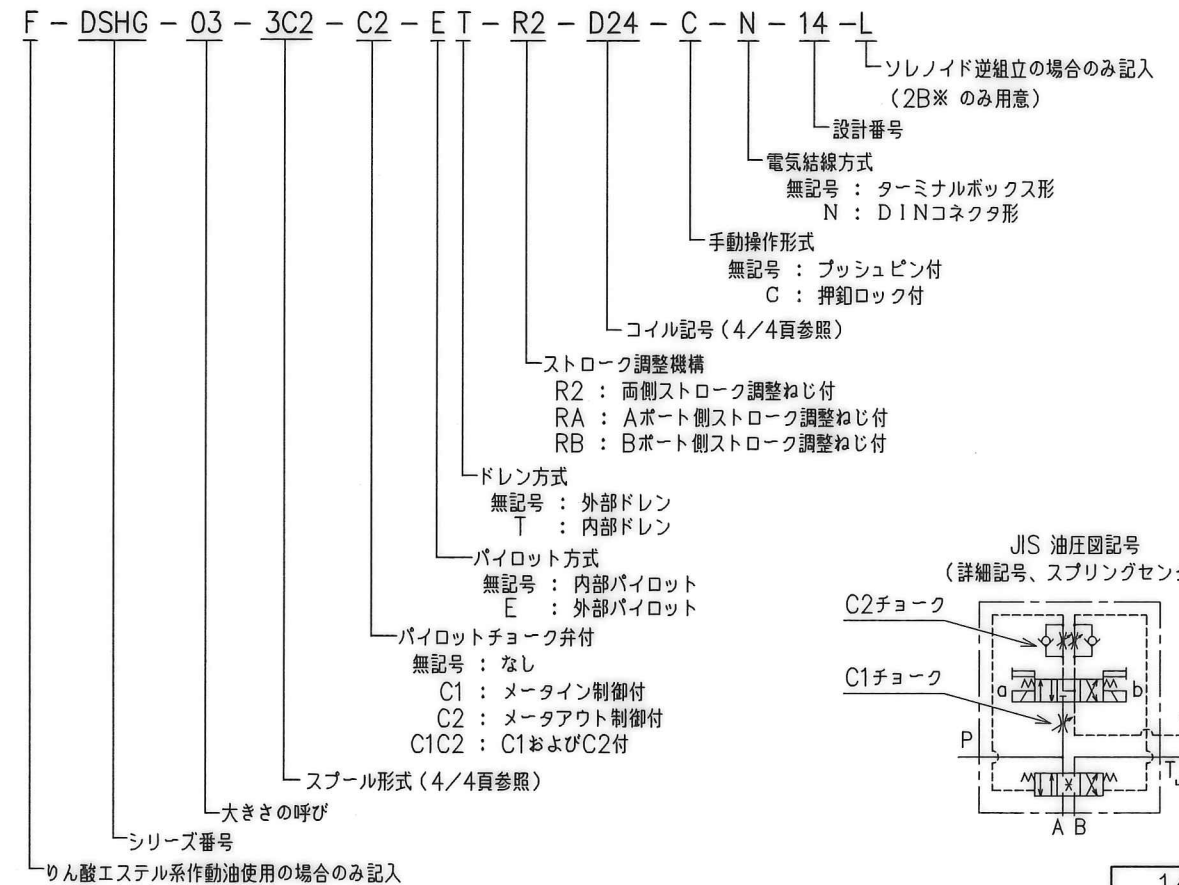 F - DSHG - 03 - 3C2 - C2 - E T - R2 - D24 - C - N - 14 - L
ソレノイド逆組立の場合のみ記入
(2B※ のみ用意)
設計番号
電気結線方式
無記号 : ターミナルボックス形
N : DINコネクタ形
手動操作形式
無記号 : プッシュピン付
C : 押釦ロック付
コイル記号(4/4頁参照)
ストローク調整機構
R2 : 両側ストローク調整ねじ付
RA : Aポート側ストローク調整ねじ付
RB : Bポート側ストローク調整ねじ付
ドレン方式
無記号 : 外部ドレン
T : 内部ドレン
パイロット方式
無記号 : 内部パイロット
E : 外部パイロット
パイロットチョーク弁付
無記号 : なし
C1 : メータイン制御付
C2 : メータアウト制御付
C1C2 : C1およびC2付
スプール形式(4/4頁参照)
大きさの呼び
シリーズ番号
りん酸エステル系作動油使用の場合のみ記入
JIS 油圧図記号
(詳細記号、スプリングセン
C2チョーク
C1チョーク
a
b
P
T
A B